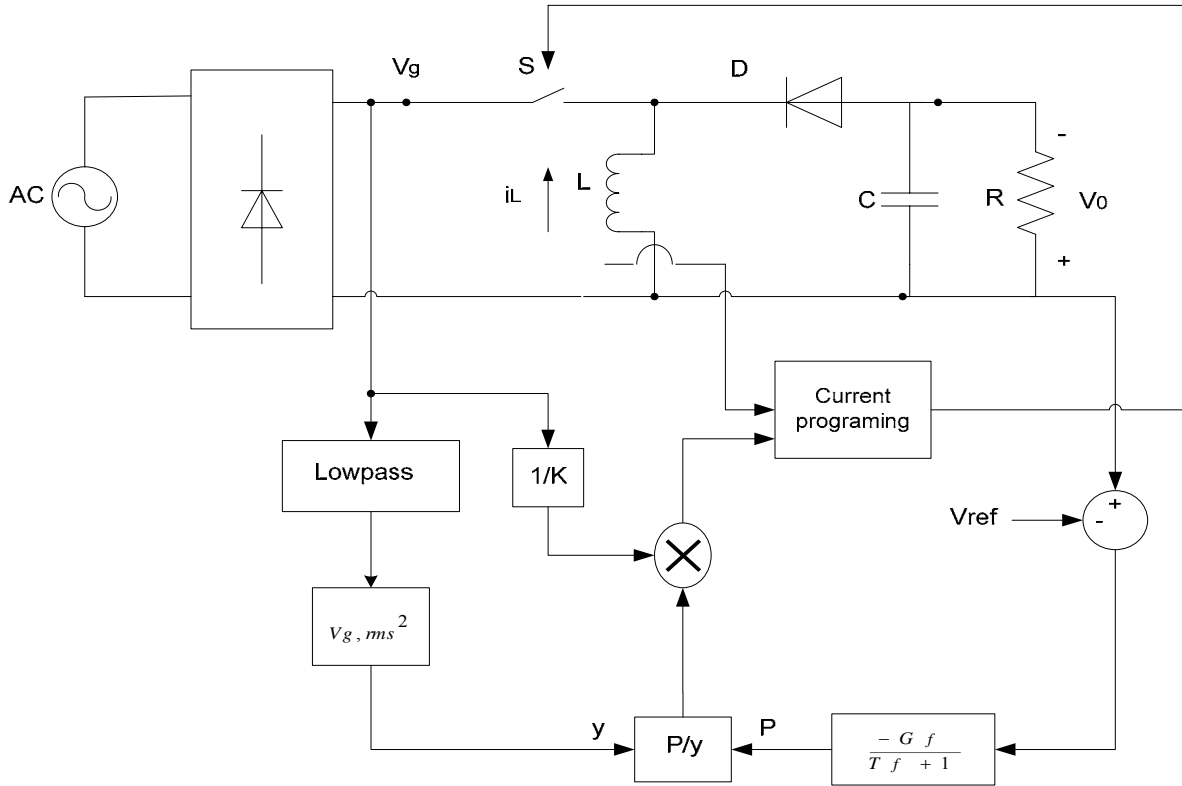 Vg
S
D
AC
iL
L
C
R
-
V0
+
Current
programing
Lowpass
1/K
Vref
+
-
Vg , rms 2
y
P/y
P
- G f
T f + 1